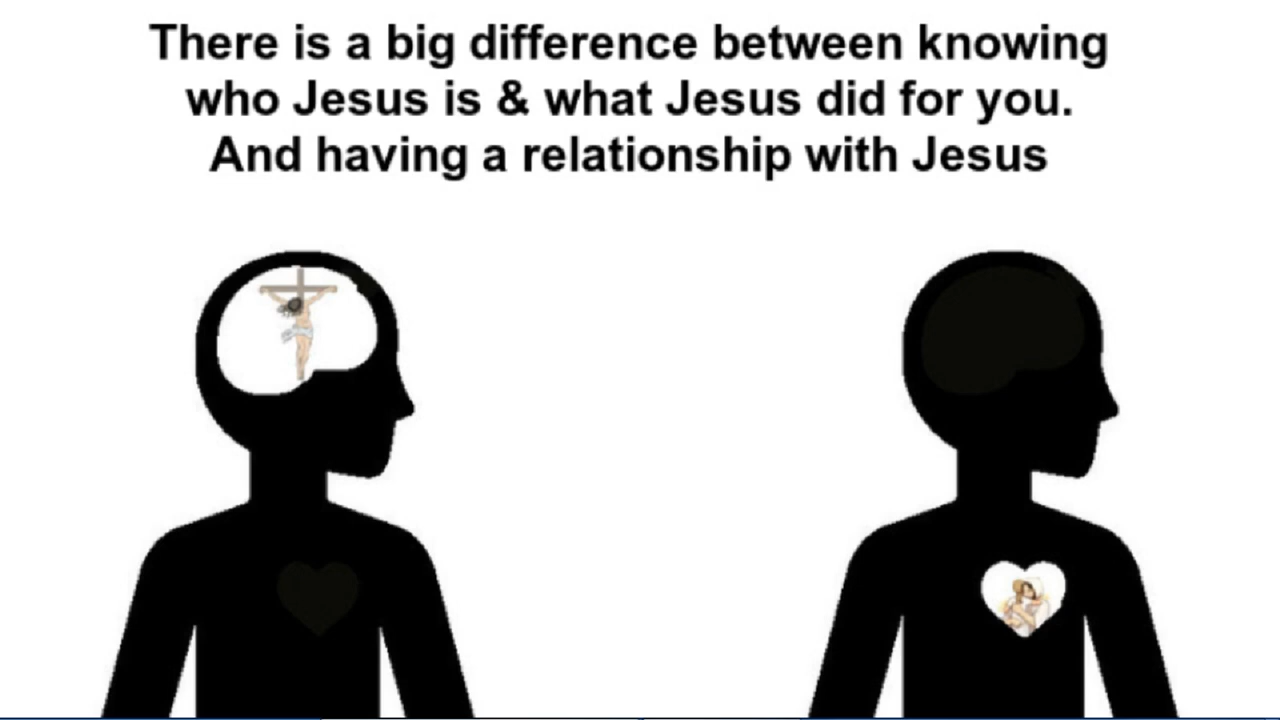 There is a big difference between knowing
who Jesus is & what Jesus did for you.
And having a relationship with Jesus